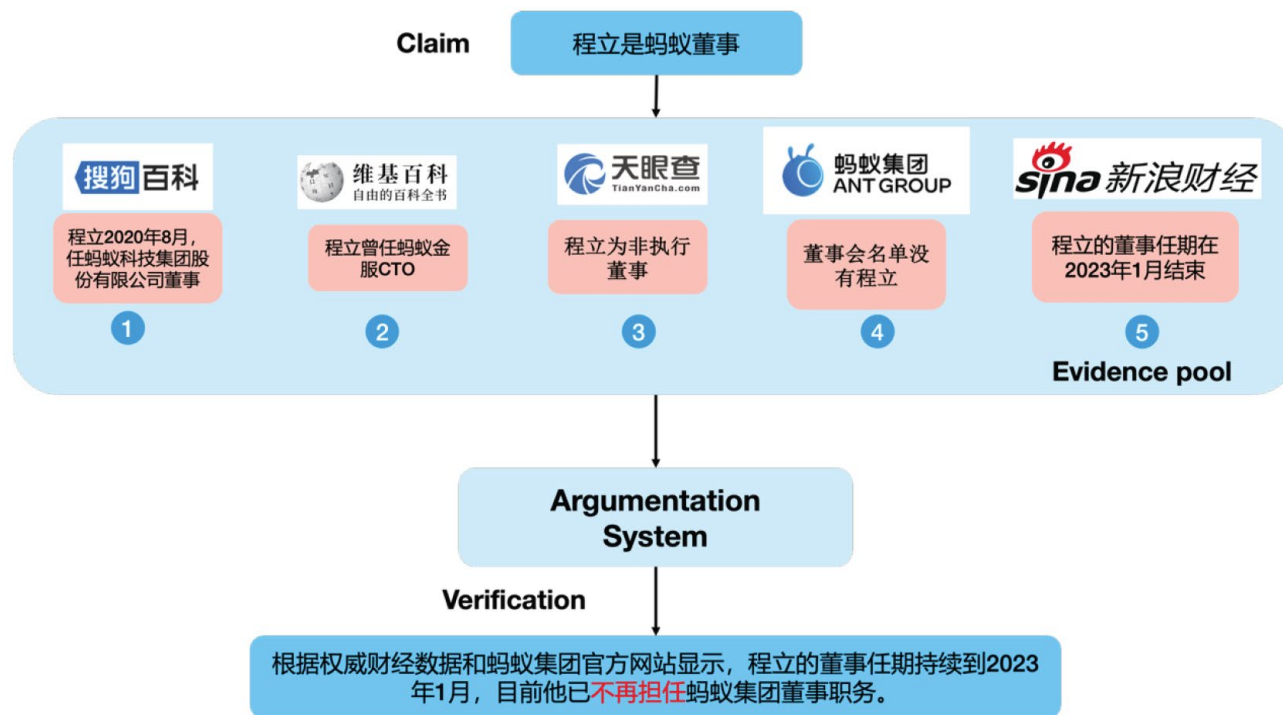 Claim
程立是蚂蚁董事
搜狗百科
维基百科
自由的百科全书
天眼查
TianYanCha.com
蚂蚁集团
ANT GROUP
sina 新浪财经
程立2020年8月，
任蚂蚁科技集团股
份有限公司董事
程立曾任蚂蚁金
服CTO
程立为非执行
董事
董事会名单没
有程立
程立的董事任期在
2023年1月结束
1
2
3
4
5
Evidence pool
Argumentation
System
Verification
根据权威财经数据和蚂蚁集团官方网站显示，程立的董事任期持续到2023
年1月，目前他已不再担任蚂蚁集团董事职务。